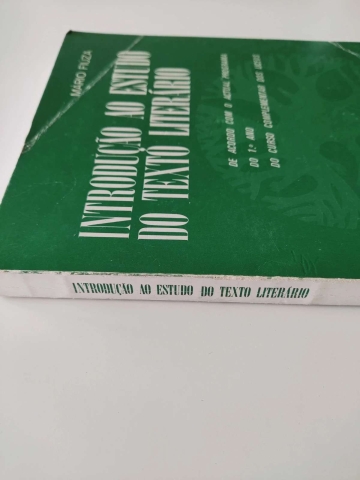 MÁRIO FIÚZA
INTRODUÇÃO AO ESTUDO
DO TEXTO LITERÁRIO
DE ACORDO COM O ACTUAL PROGRAMA
DO 1.º ANO
DO CURSO COMPLEMENTAR DOS LICEUS
INTRODUÇÃO AO ESTUDO DO TEXTO LITERÁRIO